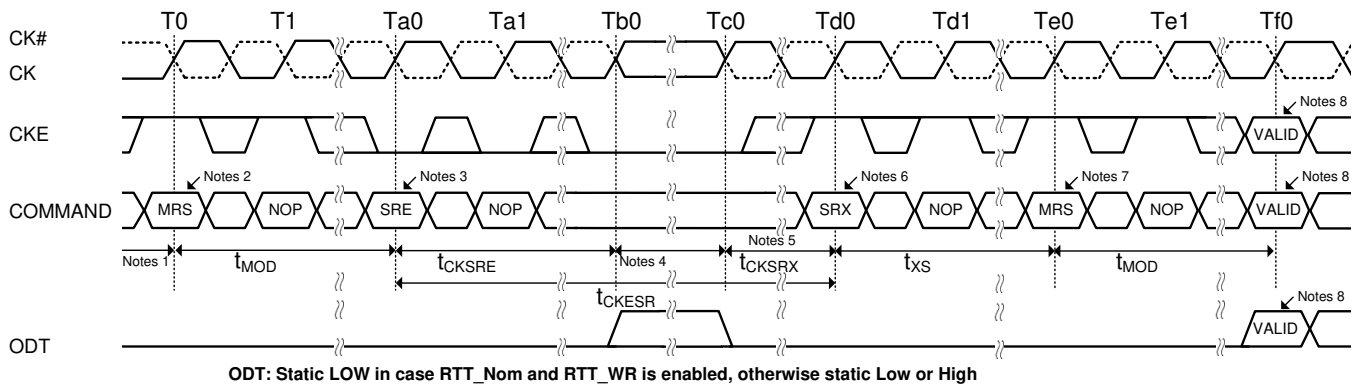 T0 T1 Ta0 Ta1 Tb0 Tc0 Td0 Td1 Te0 Te1 Tf0
CK#
CK
Notes 8
CKE VALID
Notes 2 Notes 3 Notes 6 Notes 7 Notes 8
COMMAND MRS NOP SRE NOP SRX NOP MRS NOP VALID
Notes 1 tMOD tCKSRE Notes 4 Notes 5 tCKSRX tXS tMOD
tCKESR
Notes 8
VALID
ODT
ODT: Static LOW in case RTT_Nom and RTT_WR is enabled, otherwise static Low or High